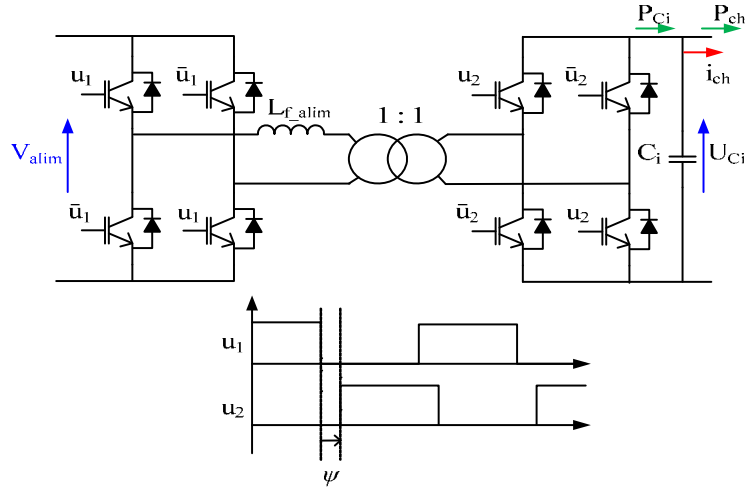 P_Ci P_ch
u_1 ū_1 u_2 ū_2
i_ch
L_f_alim 1 : 1
V_alim C_i U_Ci
ū_1 u_1 ū_2 u_2
u_1
u_2
ψ